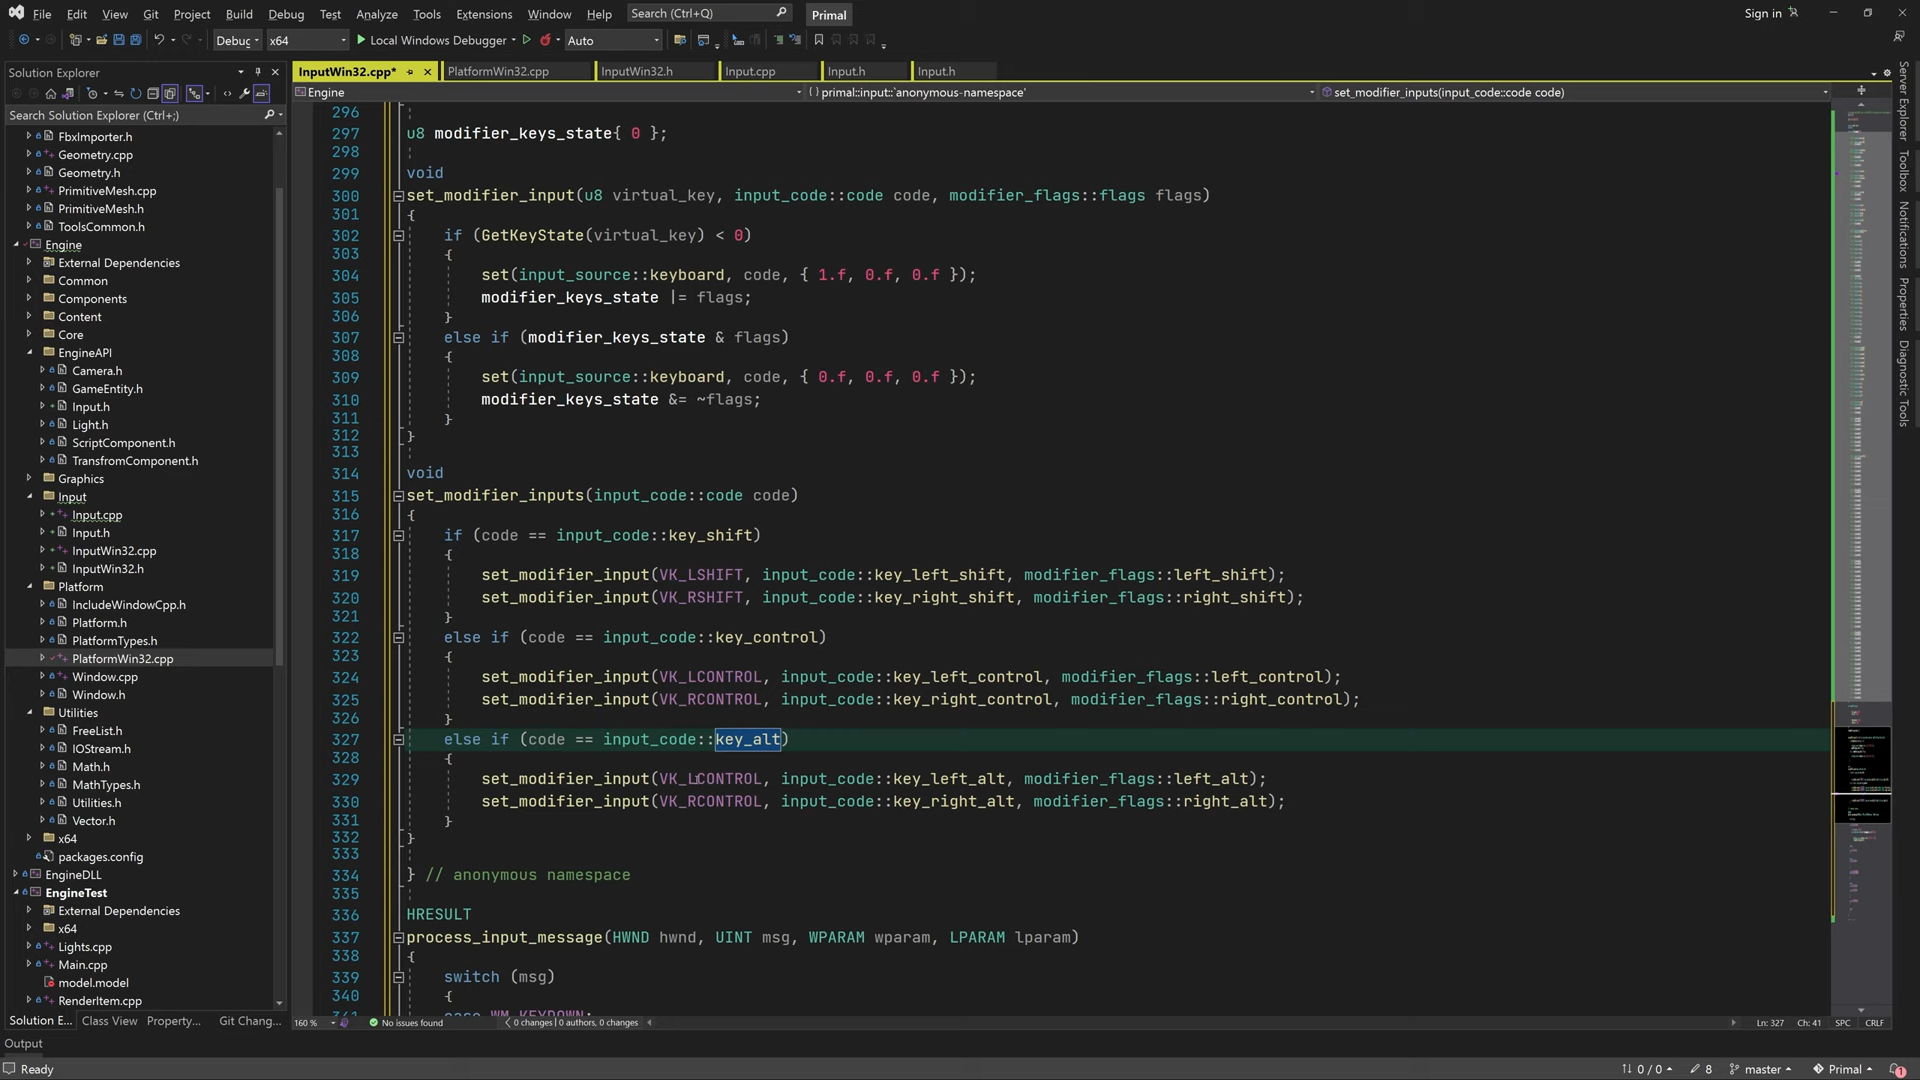 File Edit View Git Project Build Debug Test Analyze Tools Extensions Window Help Search (Ctrl+Q) Primal Sign in
Debug x64 Local Windows Debugger Auto
Solution Explorer
Search Solution Explorer (Ctrl+;)
FbxImporter.h
Geometry.cpp
Geometry.h
PrimitiveMesh.cpp
PrimitiveMesh.h
ToolsCommon.h
Engine
External Dependencies
Common
Components
Content
Core
EngineAPI
Camera.h
GameEntity.h
Input.h
Light.h
ScriptComponent.h
TransfromComponent.h
Graphics
Input
Input.cpp
Input.h
InputWin32.cpp
InputWin32.h
Platform
IncludeWindowCpp.h
Platform.h
PlatformTypes.h
PlatformWin32.cpp
Window.cpp
Window.h
Utilities
FreeList.h
IOStream.h
Math.h
MathTypes.h
Utilities.h
Vector.h
x64
packages.config
EngineDLL
EngineTest
External Dependencies
x64
Lights.cpp
Main.cpp
model.model
RenderItem.cpp
Solution E... Class View Property... Git Chang...
InputWin32.cpp* PlatformWin32.cpp InputWin32.h Input.cpp Input.h Input.h
Engine primal::input::`anonymous-namespace' set_modifier_inputs(input_code::code code)
296
297 u8 modifier_keys_state{ 0 };
298
299 void
300 set_modifier_input(u8 virtual_key, input_code::code code, modifier_flags::flags flags)
301 {
302 if (GetKeyState(virtual_key) < 0)
303 {
304 set(input_source::keyboard, code, { 1.f, 0.f, 0.f });
305 modifier_keys_state |= flags;
306 }
307 else if (modifier_keys_state & flags)
308 {
309 set(input_source::keyboard, code, { 0.f, 0.f, 0.f });
310 modifier_keys_state &= ~flags;
311 }
312 }
313
314 void
315 set_modifier_inputs(input_code::code code)
316 {
317 if (code == input_code::key_shift)
318 {
319 set_modifier_input(VK_LSHIFT, input_code::key_left_shift, modifier_flags::left_shift);
320 set_modifier_input(VK_RSHIFT, input_code::key_right_shift, modifier_flags::right_shift);
321 }
322 else if (code == input_code::key_control)
323 {
324 set_modifier_input(VK_LCONTROL, input_code::key_left_control, modifier_flags::left_control);
325 set_modifier_input(VK_RCONTROL, input_code::key_right_control, modifier_flags::right_control);
326 }
327 else if (code == input_code::key_alt)
328 {
329 set_modifier_input(VK_LCONTROL, input_code::key_left_alt, modifier_flags::left_alt);
330 set_modifier_input(VK_RCONTROL, input_code::key_right_alt, modifier_flags::right_alt);
331 }
332 }
333
334 } // anonymous namespace
335
336 HRESULT
337 process_input_message(HWND hwnd, UINT msg, WPARAM wparam, LPARAM lparam)
338 {
339 switch (msg)
340 {
341 case WM_KEYDOWN:
160 % No issues found 0 changes | 0 authors, 0 changes Ln: 327 Ch: 41 SPC CRLF
Server Explorer
Toolbox
Notifications
Properties
Diagnostic Tools
Output
Ready 0 / 0 8 master Primal 1